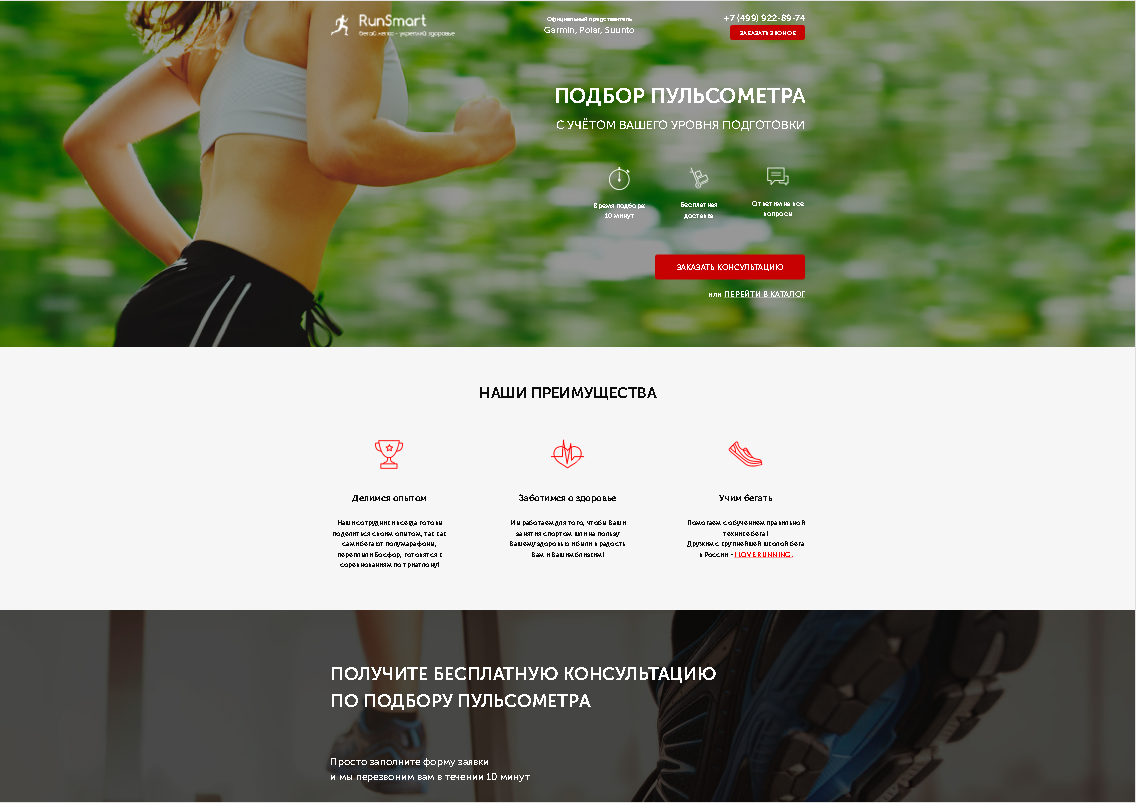 RunSmart
бегай легко - укрепляй здоровье
Официальный представитель
Garmin, Polar, Suunto
+7 (499) 922-89-74
ЗАКАЗАТЬ ЗВОНОК
ПОДБОР ПУЛЬСОМЕТРА
С УЧЁТОМ ВАШЕГО УРОВНЯ ПОДГОТОВКИ
Время подбора:
10 минут
Бесплатная
доставка
Ответим на все
вопросы
ЗАКАЗАТЬ КОНСУЛЬТАЦИЮ
или ПЕРЕЙТИ В КАТАЛОГ
НАШИ ПРЕИМУЩЕСТВА
Делимся опытом
Наши сотрудники всегда готовы
поделится своим опытом, так как
сами бегают полумарафоны,
переплыли Босфор, готовятся к
соревнованиям по триатлону!
Заботимся о здоровье
И мы работаем для того, чтобы Ваши
занятия спортом шли на пользу
Вашему здоровью и были в радость
Вам и Вашим близким!
Учим бегать
Помогаем с обучением правильной
технике бега!
Дружим с крупнейшей школой бега
в России - I LOVE RUNNING.
ПОЛУЧИТЕ БЕСПЛАТНУЮ КОНСУЛЬТАЦИЮ
ПО ПОДБОРУ ПУЛЬСОМЕТРА
Просто заполните форму заявки
и мы перезвоним вам в течении 10 минут